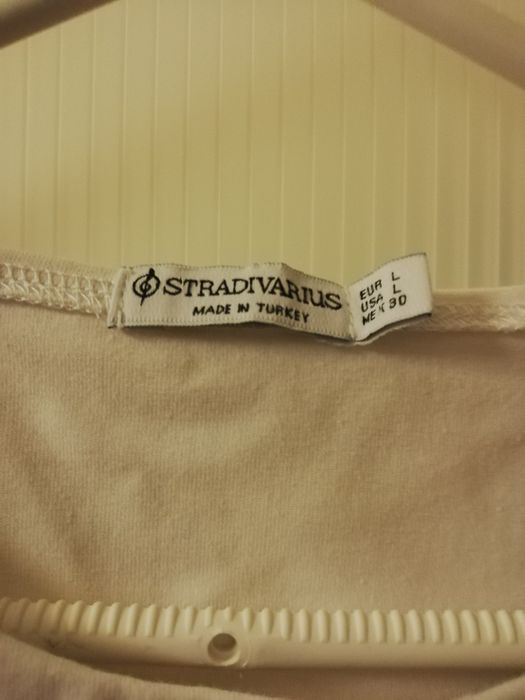 STRADIVARIUS
MADE IN TURKEY
EUR L
USA L
MEX 30